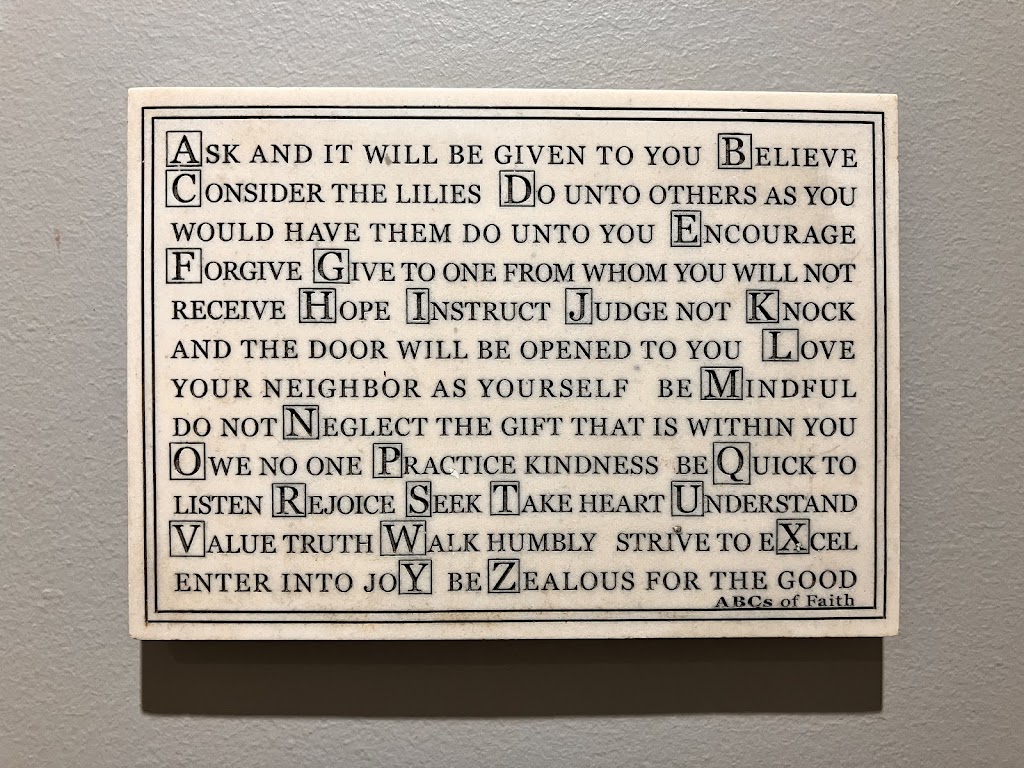 ASK AND IT WILL BE GIVEN TO YOU BELIEVE
CONSIDER THE LILIES DO UNTO OTHERS AS YOU
WOULD HAVE THEM DO UNTO YOU ENCOURAGE
FORGIVE GIVE TO ONE FROM WHOM YOU WILL NOT
RECEIVE HOPE INSTRUCT JUDGE NOT KNOCK
AND THE DOOR WILL BE OPENED TO YOU LOVE
YOUR NEIGHBOR AS YOURSELF BE MINDFUL
DO NOT NEGLECT THE GIFT THAT IS WITHIN YOU
OWE NO ONE PRACTICE KINDNESS BE QUICK TO
LISTEN REJOICE SEEK TAKE HEART UNDERSTAND
VALUE TRUTH WALK HUMBLY STRIVE TO EXCEL
ENTER INTO JOY BE ZEALOUS FOR THE GOOD
ABCs of Faith